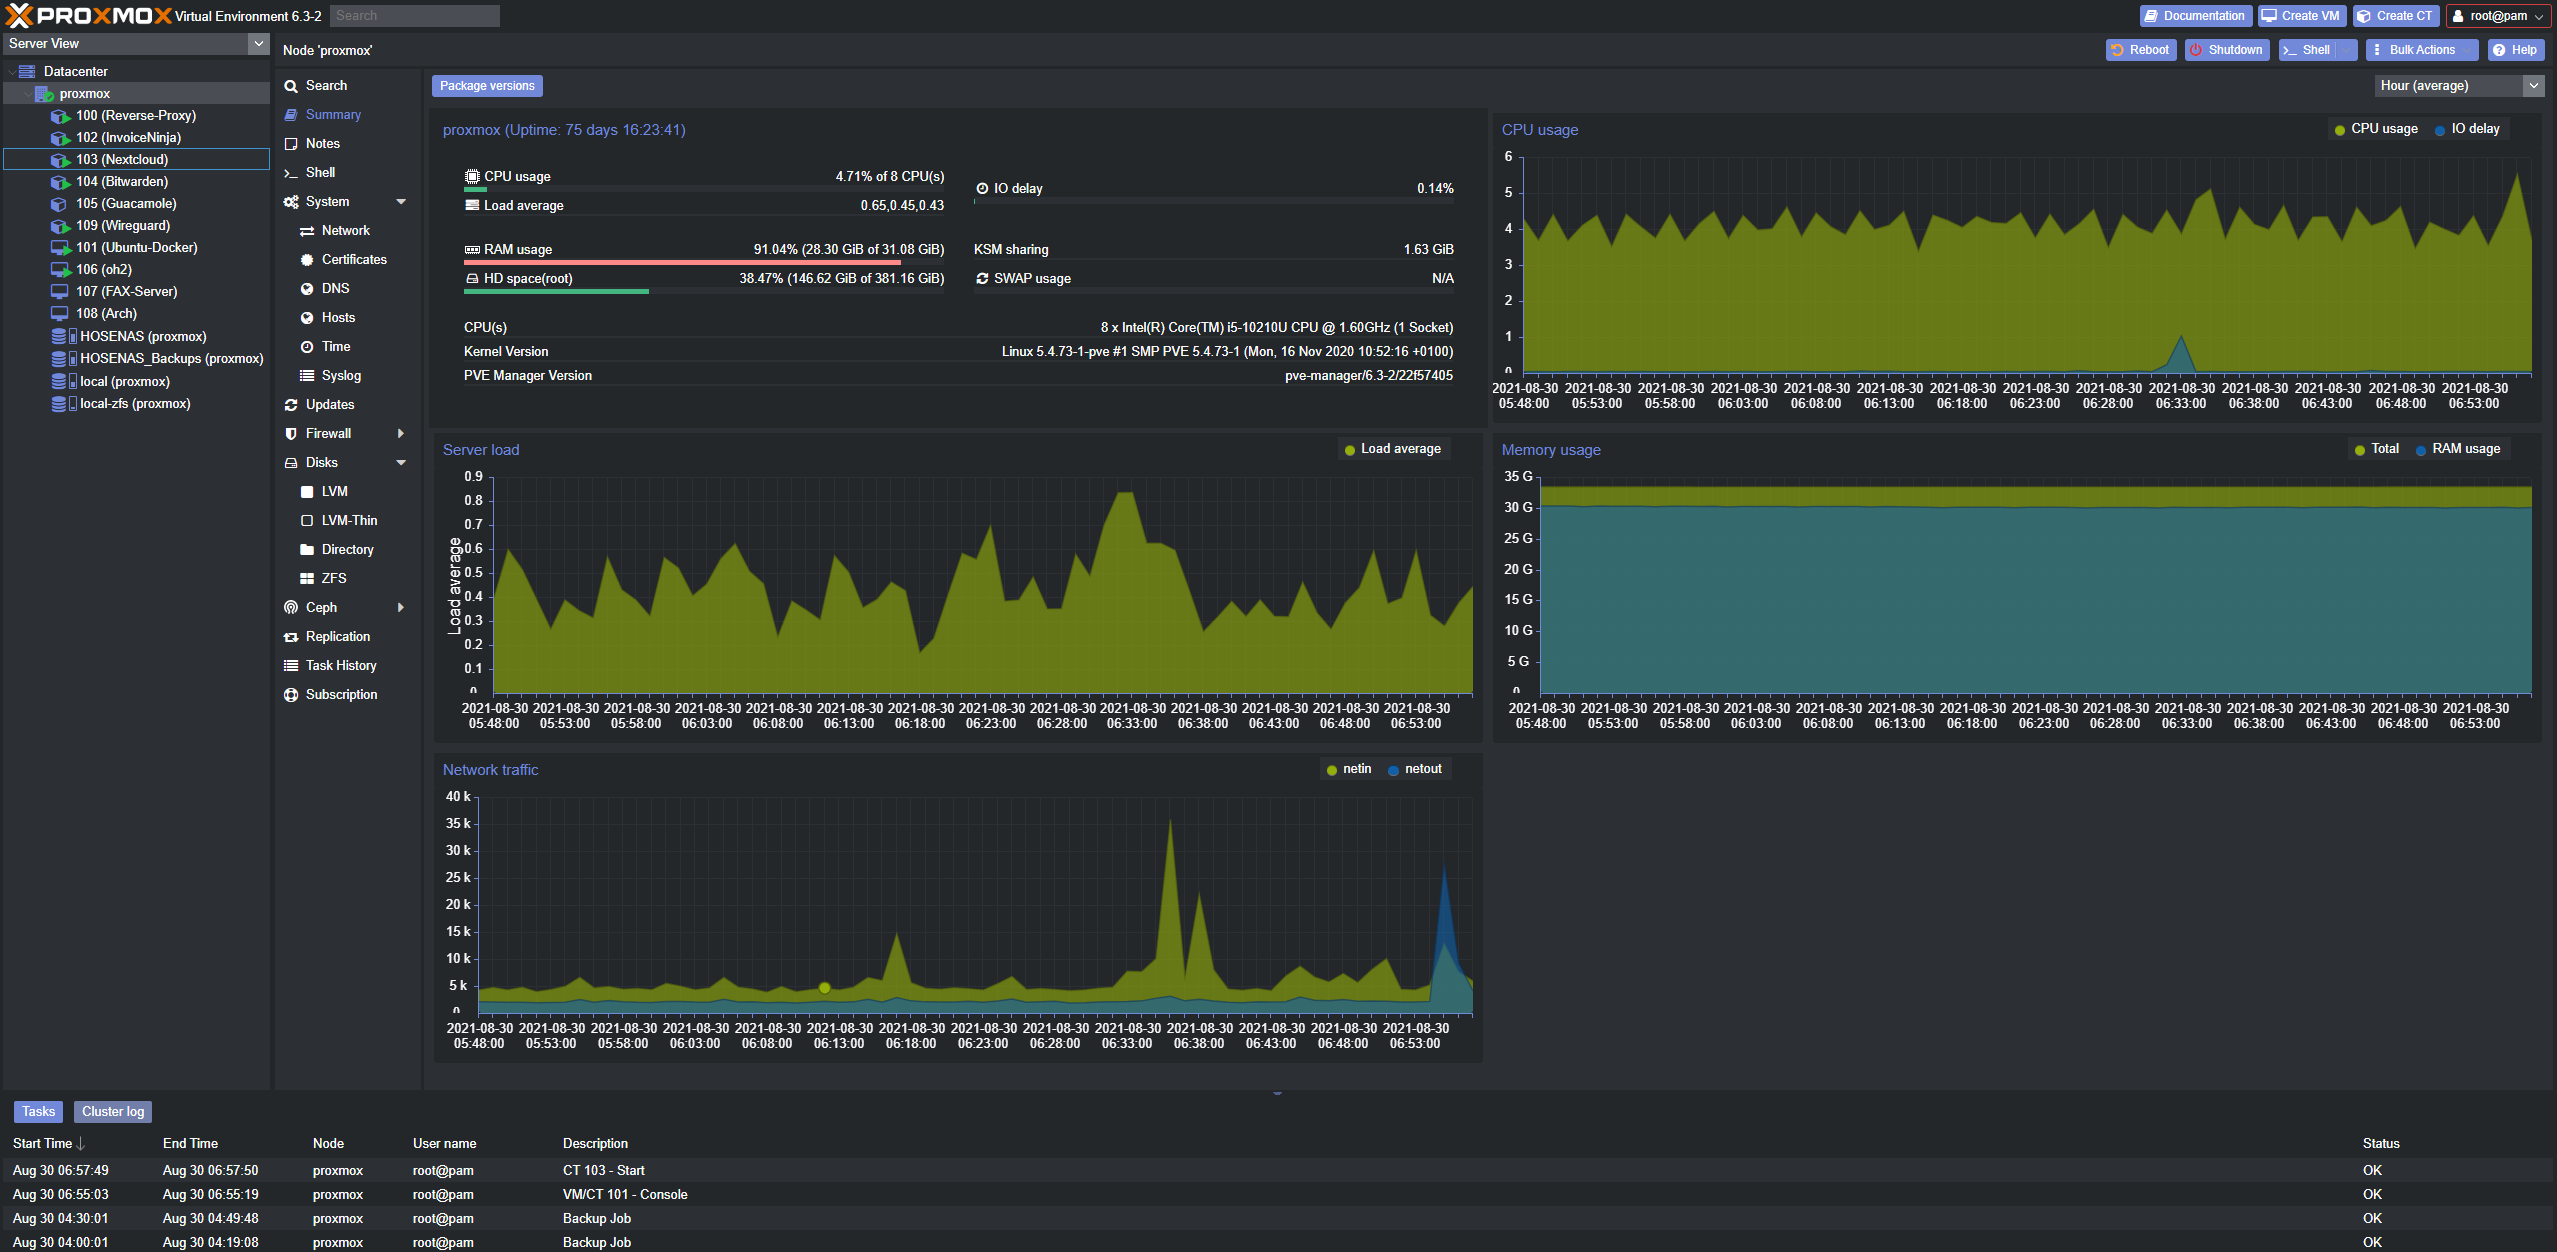 PROXMOX Virtual Environment 6.3-2 Search Documentation Create VM Create CT root@pam
Server View
Datacenter
proxmox
100 (Reverse-Proxy)
102 (InvoiceNinja)
103 (Nextcloud)
104 (Bitwarden)
105 (Guacamole)
109 (Wireguard)
101 (Ubuntu-Docker)
106 (oh2)
107 (FAX-Server)
108 (Arch)
HOSENAS (proxmox)
HOSENAS_Backups (proxmox)
local (proxmox)
local-zfs (proxmox)
Node 'proxmox' Reboot Shutdown Shell Bulk Actions Help
Search
Summary
Notes
Shell
System
Network
Certificates
DNS
Hosts
Time
Syslog
Updates
Firewall
Disks
LVM
LVM-Thin
Directory
ZFS
Ceph
Replication
Task History
Subscription
Package versions Hour (average)
proxmox (Uptime: 75 days 16:23:41)
CPU usage 4.71% of 8 CPU(s)
IO delay 0.14%
Load average 0.65,0.45,0.43
RAM usage 91.04% (28.30 GiB of 31.08 GiB)
KSM sharing 1.63 GiB
HD space(root) 38.47% (146.62 GiB of 381.16 GiB)
SWAP usage N/A
CPU(s) 8 x Intel(R) Core(TM) i5-10210U CPU @ 1.60GHz (1 Socket)
Kernel Version Linux 5.4.73-1-pve #1 SMP PVE 5.4.73-1 (Mon, 16 Nov 2020 10:52:16 +0100)
PVE Manager Version pve-manager/6.3-2/22f57405
CPU usage CPU usage IO delay
6
5
4
3
2
1
0
2021-08-30 2021-08-30 2021-08-30 2021-08-30 2021-08-30 2021-08-30 2021-08-30 2021-08-30 2021-08-30 2021-08-30 2021-08-30 2021-08-30 2021-08-30 2021-08-30
05:48:00 05:53:00 05:58:00 06:03:00 06:08:00 06:13:00 06:18:00 06:23:00 06:28:00 06:33:00 06:38:00 06:43:00 06:48:00 06:53:00
Server load Load average
Load average
0.9
0.8
0.7
0.6
0.5
0.4
0.3
0.2
0.1
0
2021-08-30 2021-08-30 2021-08-30 2021-08-30 2021-08-30 2021-08-30 2021-08-30 2021-08-30 2021-08-30 2021-08-30 2021-08-30 2021-08-30 2021-08-30 2021-08-30
05:48:00 05:53:00 05:58:00 06:03:00 06:08:00 06:13:00 06:18:00 06:23:00 06:28:00 06:33:00 06:38:00 06:43:00 06:48:00 06:53:00
Memory usage Total RAM usage
35 G
30 G
25 G
20 G
15 G
10 G
5 G
0
2021-08-30 2021-08-30 2021-08-30 2021-08-30 2021-08-30 2021-08-30 2021-08-30 2021-08-30 2021-08-30 2021-08-30 2021-08-30 2021-08-30 2021-08-30 2021-08-30
05:48:00 05:53:00 05:58:00 06:03:00 06:08:00 06:13:00 06:18:00 06:23:00 06:28:00 06:33:00 06:38:00 06:43:00 06:48:00 06:53:00
Network traffic netin netout
40 k
35 k
30 k
25 k
20 k
15 k
10 k
5 k
0
2021-08-30 2021-08-30 2021-08-30 2021-08-30 2021-08-30 2021-08-30 2021-08-30 2021-08-30 2021-08-30 2021-08-30 2021-08-30 2021-08-30 2021-08-30 2021-08-30
05:48:00 05:53:00 05:58:00 06:03:00 06:08:00 06:13:00 06:18:00 06:23:00 06:28:00 06:33:00 06:38:00 06:43:00 06:48:00 06:53:00
Tasks Cluster log
Start Time End Time Node User name Description Status
Aug 30 06:57:49 Aug 30 06:57:50 proxmox root@pam CT 103 - Start OK
Aug 30 06:55:03 Aug 30 06:55:19 proxmox root@pam VM/CT 101 - Console OK
Aug 30 04:30:01 Aug 30 04:49:48 proxmox root@pam Backup Job OK
Aug 30 04:00:01 Aug 30 04:19:08 proxmox root@pam Backup Job OK